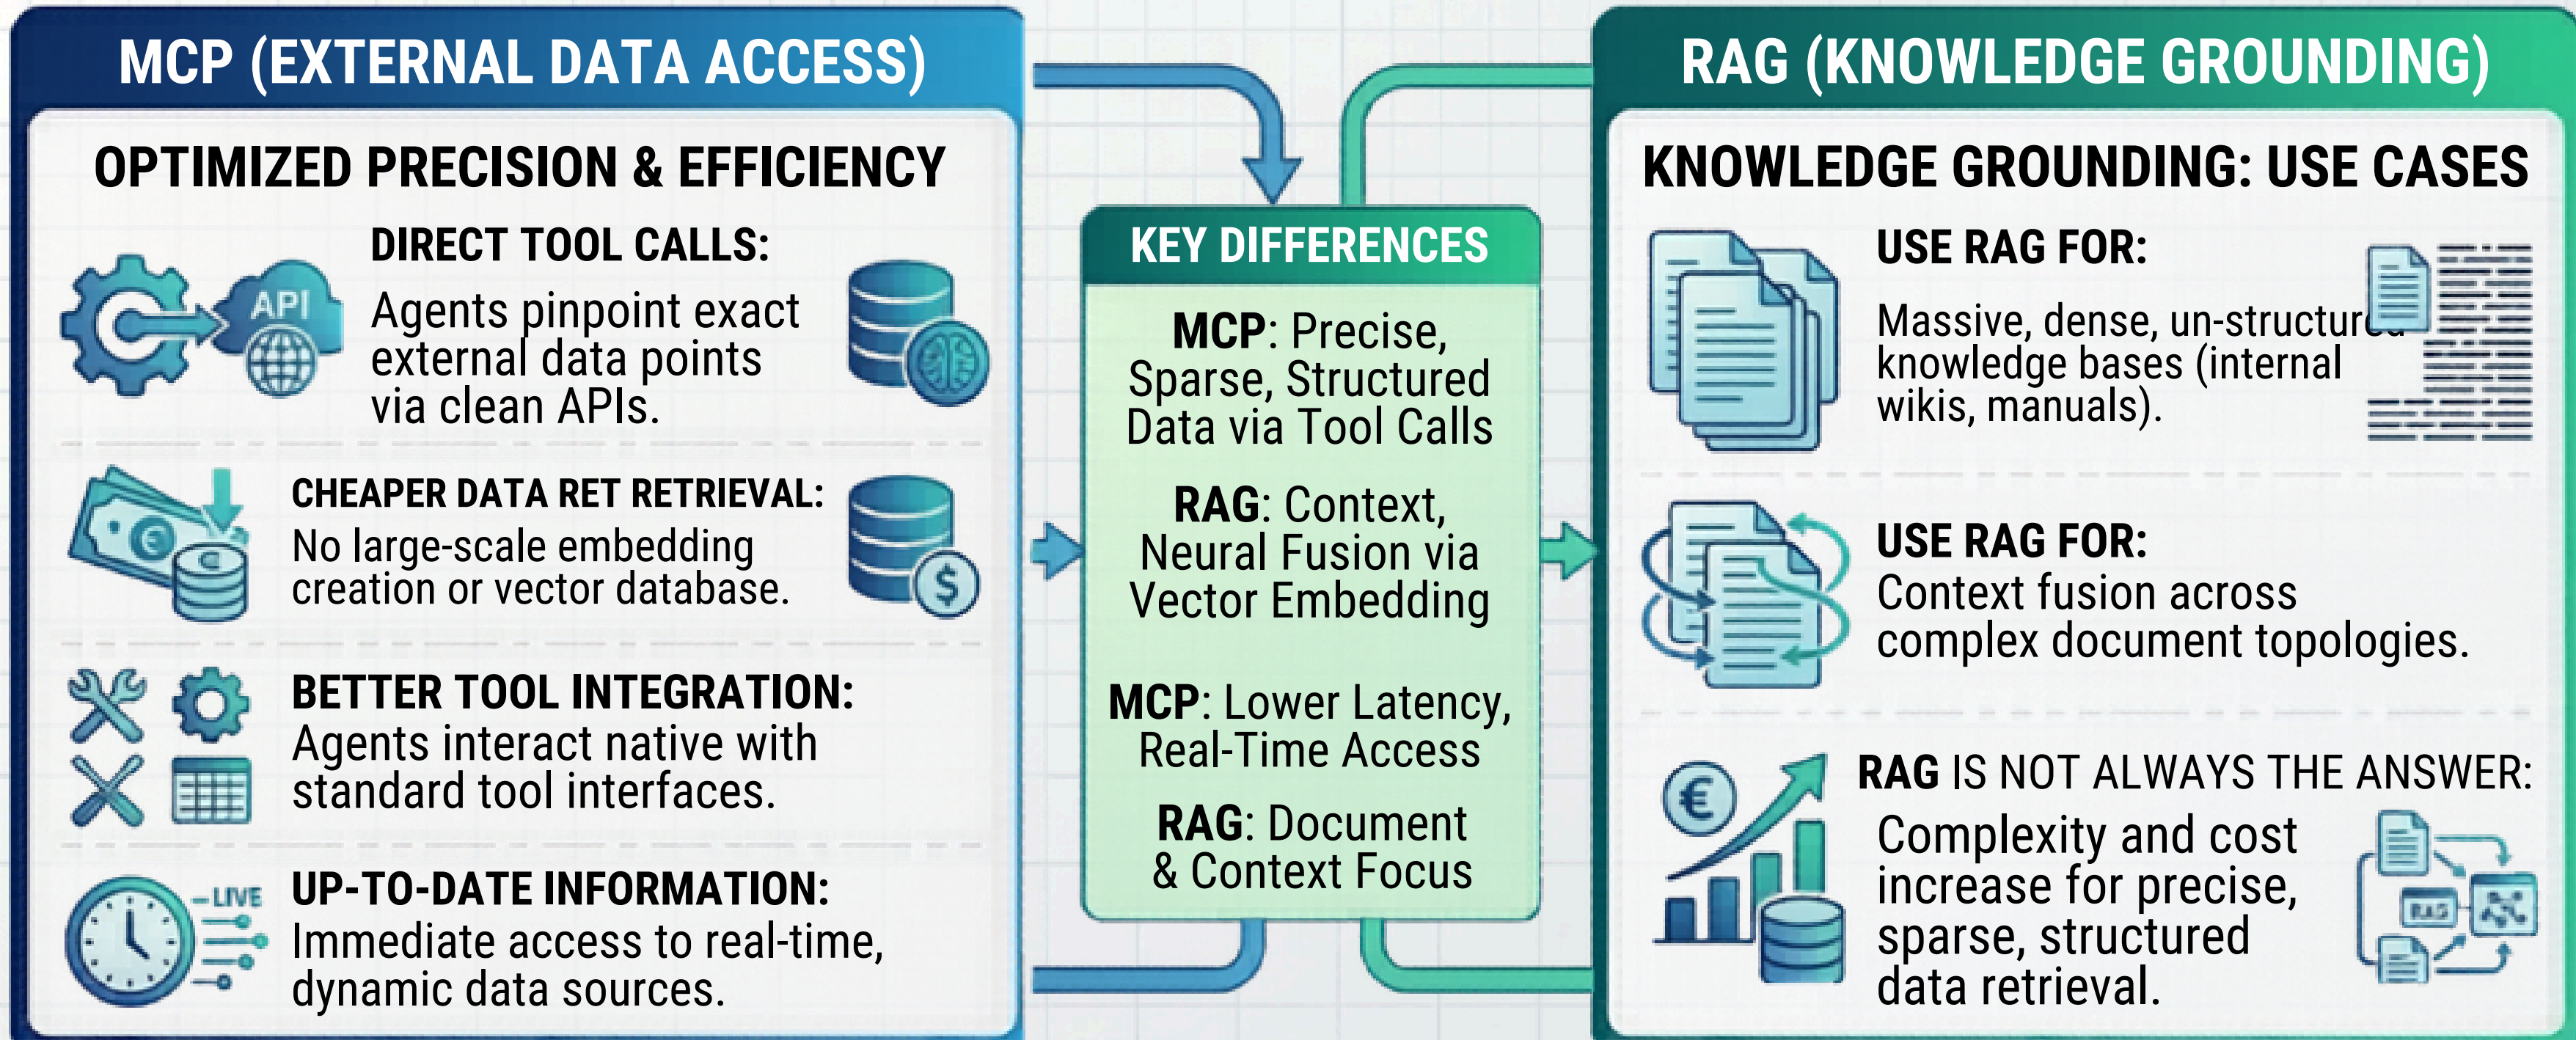 MCP (EXTERNAL DATA ACCESS)
OPTIMIZED PRECISION & EFFICIENCY
DIRECT TOOL CALLS:
API
Agents pinpoint exact
external data points
via clean APIs.
CHEAPER DATA RET RETRIEVAL:
€
C
$
No large-scale embedding
creation or vector database.
BETTER TOOL INTEGRATION:
Agents interact native with
standard tool interfaces.
UP-TO-DATE INFORMATION:
LIVE
Immediate access to real-time,
dynamic data sources.
KEY DIFFERENCES
MCP: Precise,
Sparse, Structured
Data via Tool Calls
RAG: Context,
Neural Fusion via
Vector Embedding
MCP: Lower Latency,
Real-Time Access
RAG: Document
& Context Focus
RAG (KNOWLEDGE GROUNDING)
KNOWLEDGE GROUNDING: USE CASES
USE RAG FOR:
Massive, dense, un-structured
knowledge bases (internal
wikis, manuals).
USE RAG FOR:
Context fusion across
complex document topologies.
€
RAG IS NOT ALWAYS THE ANSWER:
Complexity and cost
increase for precise,
sparse, structured
data retrieval.
RAG